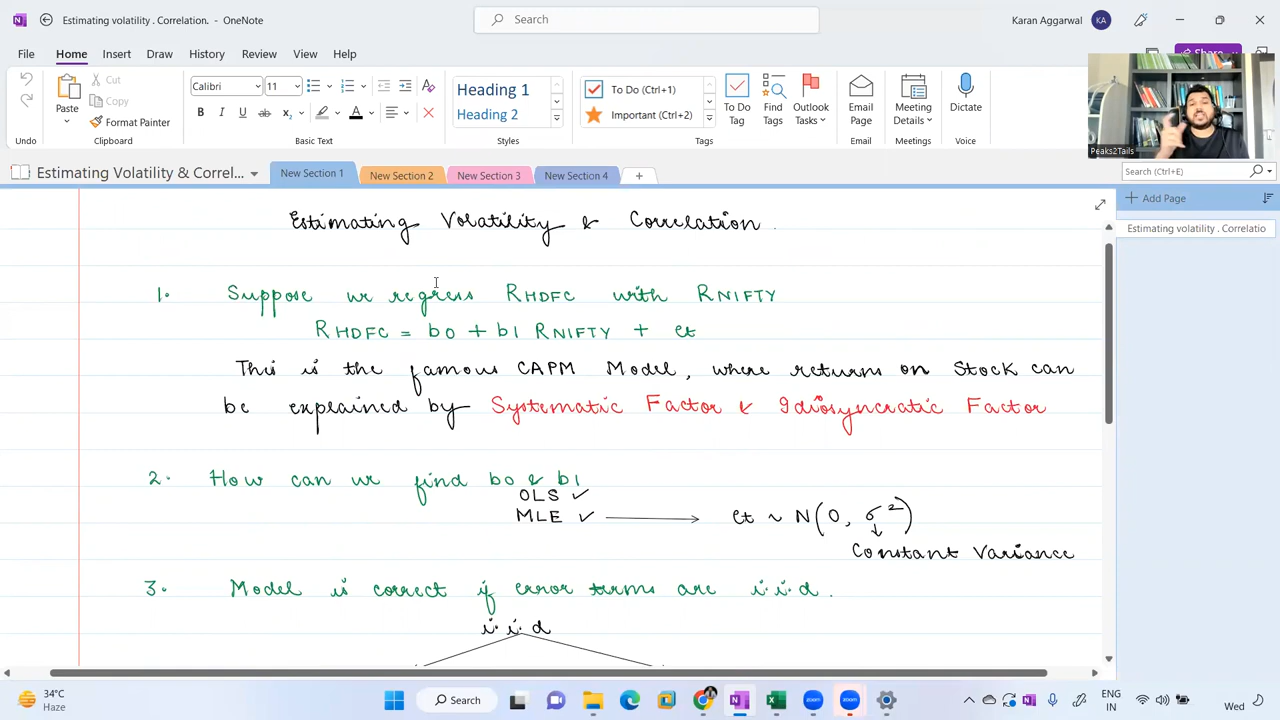 Estimating volatility . Correlation. - OneNote
Search
Karan Aggarwal
KA
File Home Insert Draw History Review View Help
Share
Undo
Paste
Cut
Copy
Format Painter
Clipboard
Calibri 11
B I U ab x₂ A
Basic Text
Heading 1
Heading 2
Styles
To Do (Ctrl+1)
Important (Ctrl+2)
To Do Tag
Find Tags
Outlook Tasks
Tags
Email Page
Email
Meeting Details
Meetings
Dictate
Voice
Peaks2Tails
Estimating Volatility & Correl...
New Section 1
New Section 2
New Section 3
New Section 4
+
Search (Ctrl+E)
Add Page
Estimating volatility . Correlatio
Estimating Volatility & Correlation .
1. Suppose we regress RHDFC with RNIFTY
RHDFC = b0 + b1 RNIFTY + et
This is the famous CAPM Model, where returns on Stock can
be explained by Systematic Factor & Idiosyncratic Factor
2. How can we find b0 & b1
OLS ✓
MLE ✓ → et ~ N(0, σ²)
Constant Variance
3. Model is correct if error terms are i.i.d.
i.i.d
34°C
Haze
Search
ENG
IN
Wed